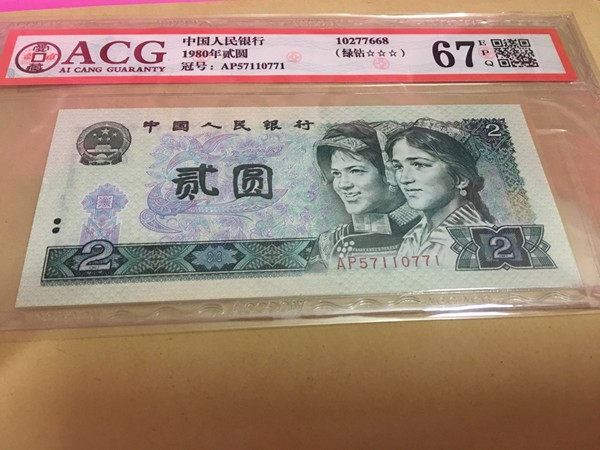 ACG
AI CANG GUARANTY
中国人民银行
1980年贰圆
冠号: AP57110771
10277668
(绿钻☆☆☆)
67 EPQ
中国人民银行
2
贰圆
2
AP57110771
2